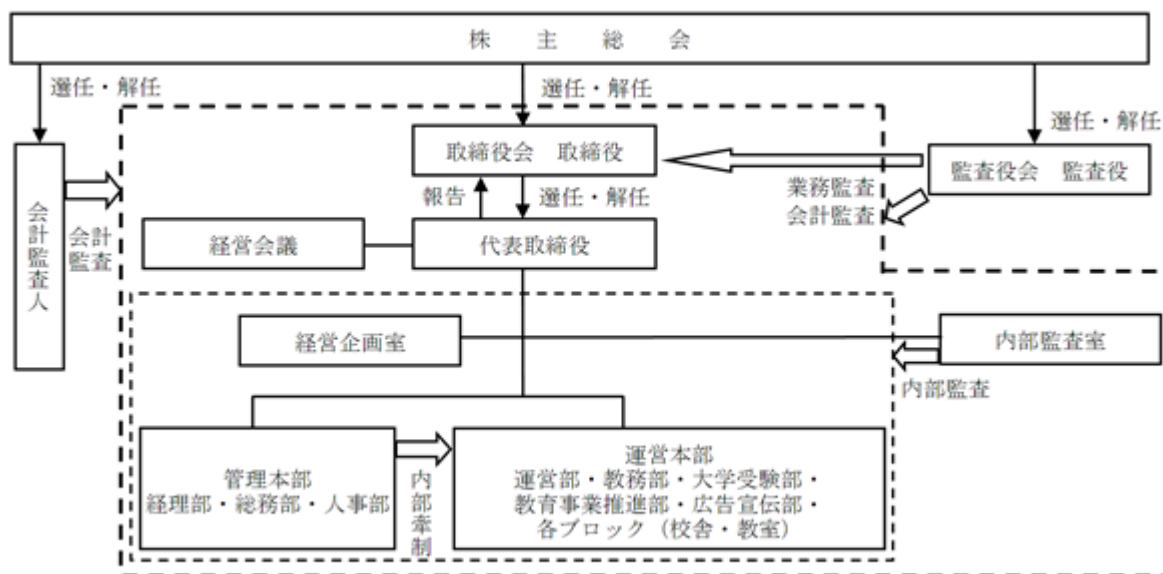 株主総会
選任・解任
選任・解任
選任・解任
取締役会 取締役
監査役会 監査役
報告
選任・解任
業務監査
会計監査
会計監査人
会計
監査
経営会議
代表取締役
経営企画室
内部監査室
内部監査
管理本部
経理部・総務部・人事部
内部牽制
運営本部
運営部・教務部・大学受験部・
教育事業推進部・広告宣伝部・
各ブロック（校舎・教室）